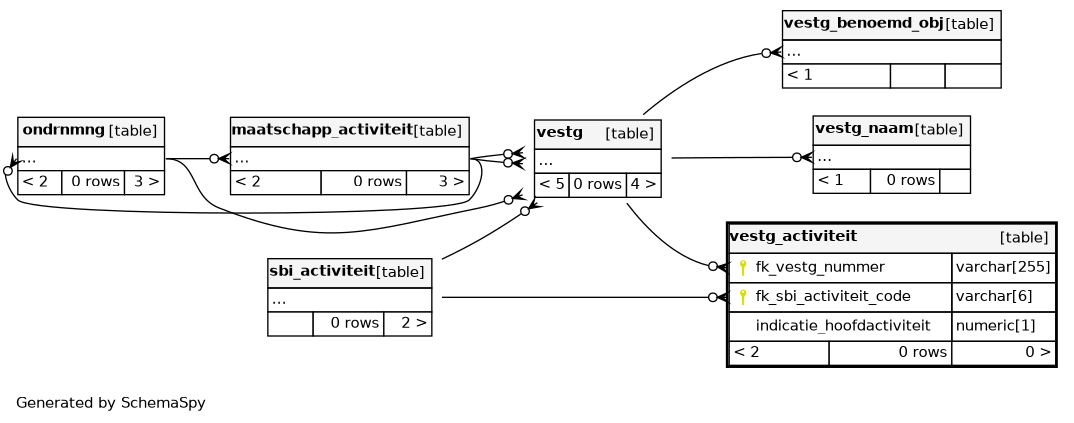 vestg_benoemd_obj [table]
...
< 1
ondrnmng [table]
...
< 2 0 rows 3 >
maatschapp_activiteit [table]
...
< 2 0 rows 3 >
vestg [table]
...
< 5 0 rows 4 >
vestg_naam [table]
...
< 1 0 rows
vestg_activiteit [table]
fk_vestg_nummer varchar[255]
fk_sbi_activiteit_code varchar[6]
indicatie_hoofdactiviteit numeric[1]
< 2 0 rows 0 >
sbi_activiteit [table]
...
0 rows 2 >
Generated by SchemaSpy